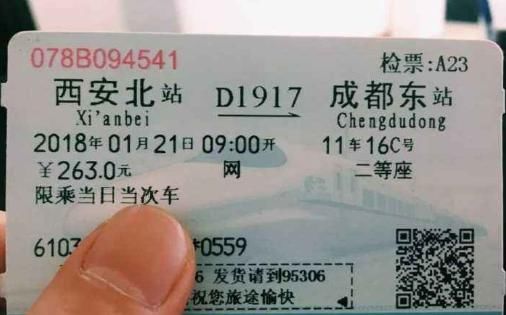 078B094541 检票:A23
西安北站 D1917 成都东站
Xi'anbei Chengdudong
2018年01月21日09:00开 11车16C号
￥263.0元 网 二等座
限乘当日当次车
6103 *0559
6 发货请到95306
祝您旅途愉快